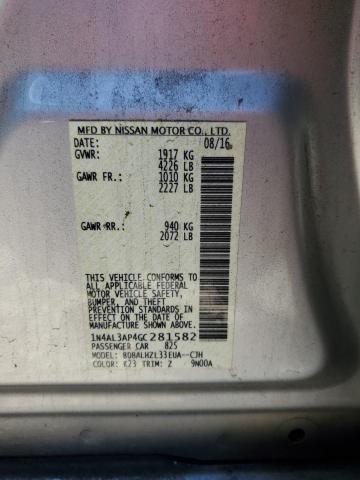 MFD BY NISSAN MOTOR CO., LTD.
DATE: 08/16
GVWR: 1917 KG
4226 LB
GAWR FR.: 1010 KG
2227 LB
GAWR RR.: 940 KG
2072 LB
THIS VEHICLE CONFORMS TO
ALL APPLICABLE FEDERAL
MOTOR VEHICLE SAFETY,
BUMPER, AND THEFT
PREVENTION STANDARDS IN
EFFECT ON THE DATE OF
MANUFACTURE SHOWN ABOVE.
1N4AL3AP4GC281582
PASSENGER CAR 825
MODEL: BDBALHZL33EUA--CJH
COLOR: K23 TRIM: Z 9N00A